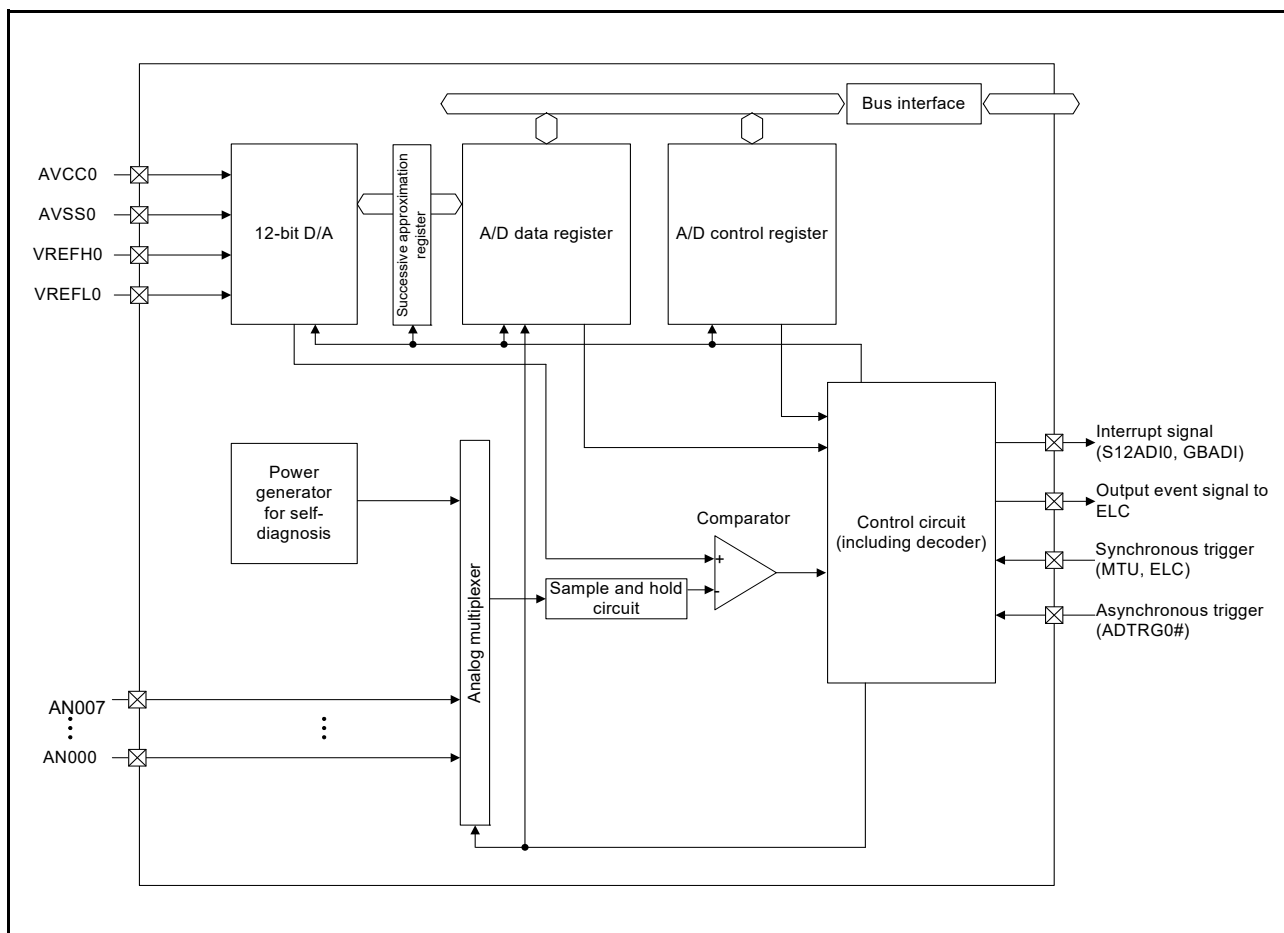 Bus interface
AVCC0
AVSS0
VREFH0
VREFL0
12-bit D/A
Successive approximation
register
A/D data register
A/D control register
Power
generator
for self-
diagnosis
Analog multiplexer
Sample and hold
circuit
Comparator
+
-
Control circuit
(including decoder)
Interrupt signal
(S12ADI0, GBADI)
Output event signal to
ELC
Synchronous trigger
(MTU, ELC)
Asynchronous trigger
(ADTRG0#)
AN007
AN000